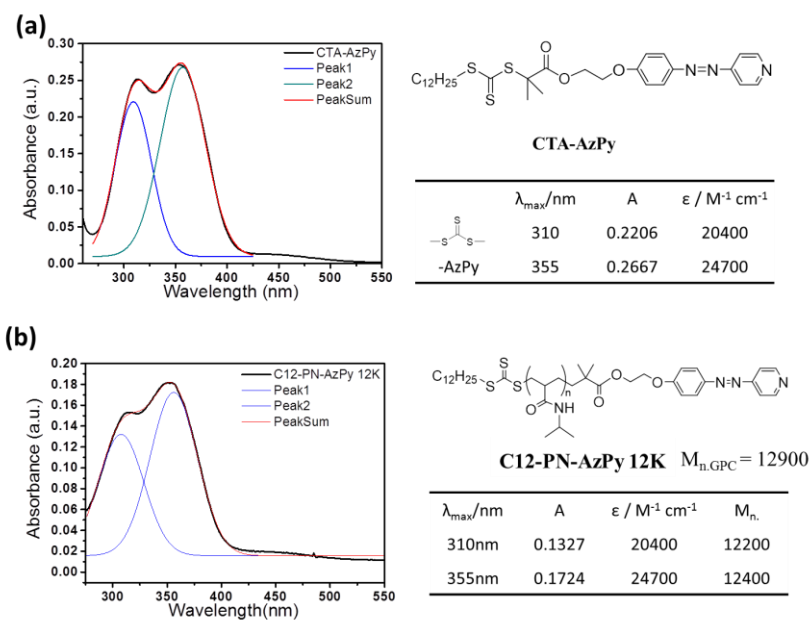 (a)
0.30
0.25
0.20
0.15
0.10
0.05
0.00
Absorbance (a.u.)
CTA-AzPy
Peak1
Peak2
PeakSum
300 350 400 450 500 550
Wavelength (nm)
C12H25
S
S
S
O
O
O
N=N
N
CTA-AzPy
λmax/nm A ε / M-1 cm-1
S
S S
310 0.2206 20400
-AzPy 355 0.2667 24700
(b)
0.20
0.18
0.16
0.14
0.12
0.10
0.08
0.06
0.04
0.02
0.00
Absorbance (a.u.)
C12-PN-AzPy 12K
Peak1
Peak2
PeakSum
300 350 400 450 500 550
Wavelength(nm)
C12H25
S
S
S
n
O
NH
O
O
O
N=N
N
C12-PN-AzPy 12K Mn.GPC = 12900
λmax/nm A ε / M-1 cm-1 Mn.
310nm 0.1327 20400 12200
355nm 0.1724 24700 12400